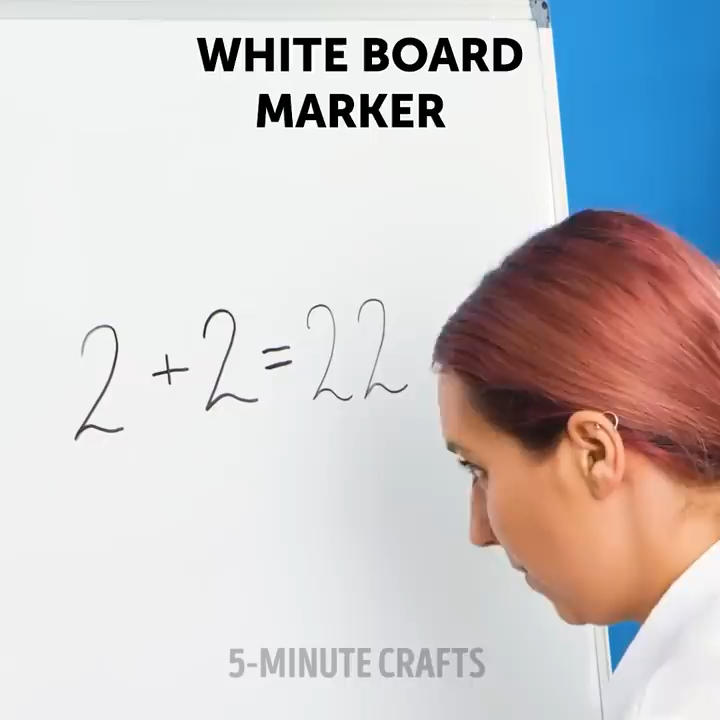 WHITE BOARD
MARKER
2 + 2 = 22
5-MINUTE CRAFTS